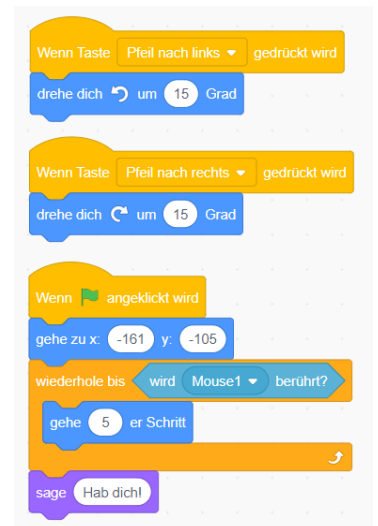 Wenn Taste Pfeil nach links gedrückt wird
drehe dich um 15 Grad
Wenn Taste Pfeil nach rechts gedrückt wird
drehe dich um 15 Grad
Wenn angeklickt wird
gehe zu x: -161 y: -105
wiederhole bis wird Mouse1 berührt?
gehe 5 er Schritt
sage Hab dich!